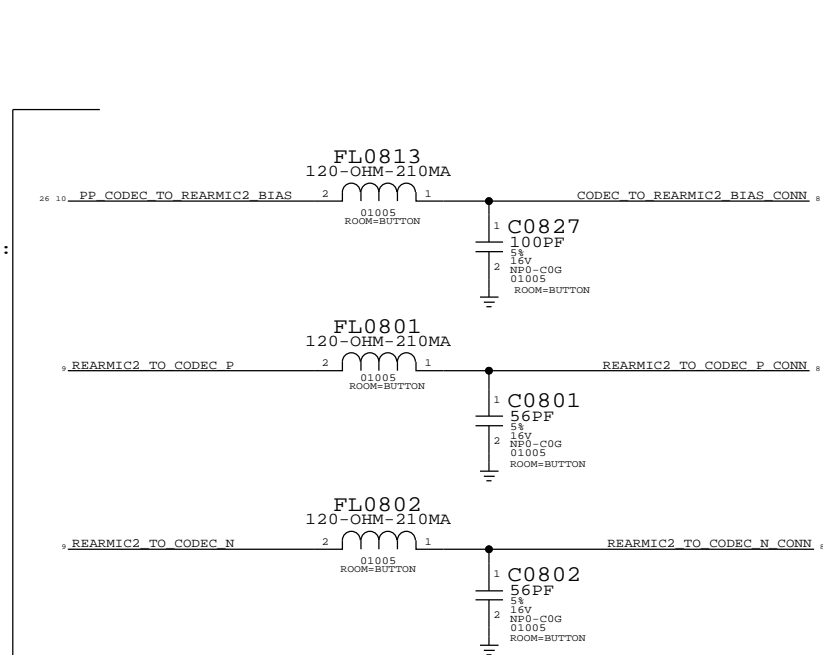 :
FL0813
120-OHM-210MA
26 10 PP_CODEC_TO_REARMIC2_BIAS 2 1 CODEC_TO_REARMIC2_BIAS_CONN 8
01005
ROOM=BUTTON
1 C0827
100PF
5%
16V
2 NP0-C0G
01005
ROOM=BUTTON
FL0801
120-OHM-210MA
9 REARMIC2_TO_CODEC_P 2 1 REARMIC2_TO_CODEC_P_CONN 8
01005
ROOM=BUTTON
1 C0801
56PF
5%
16V
2 NP0-C0G
01005
ROOM=BUTTON
FL0802
120-OHM-210MA
9 REARMIC2_TO_CODEC_N 2 1 REARMIC2_TO_CODEC_N_CONN 8
01005
ROOM=BUTTON
1 C0802
56PF
5%
16V
2 NP0-C0G
01005
ROOM=BUTTON